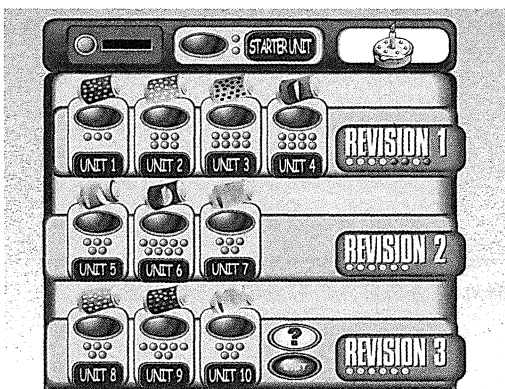 STARTER UNIT
UNIT 1 UNIT 2 UNIT 3 UNIT 4 REVISION 1
UNIT 5 UNIT 6 UNIT 7 REVISION 2
?
UNIT 8 UNIT 9 UNIT 10 REVISION 3